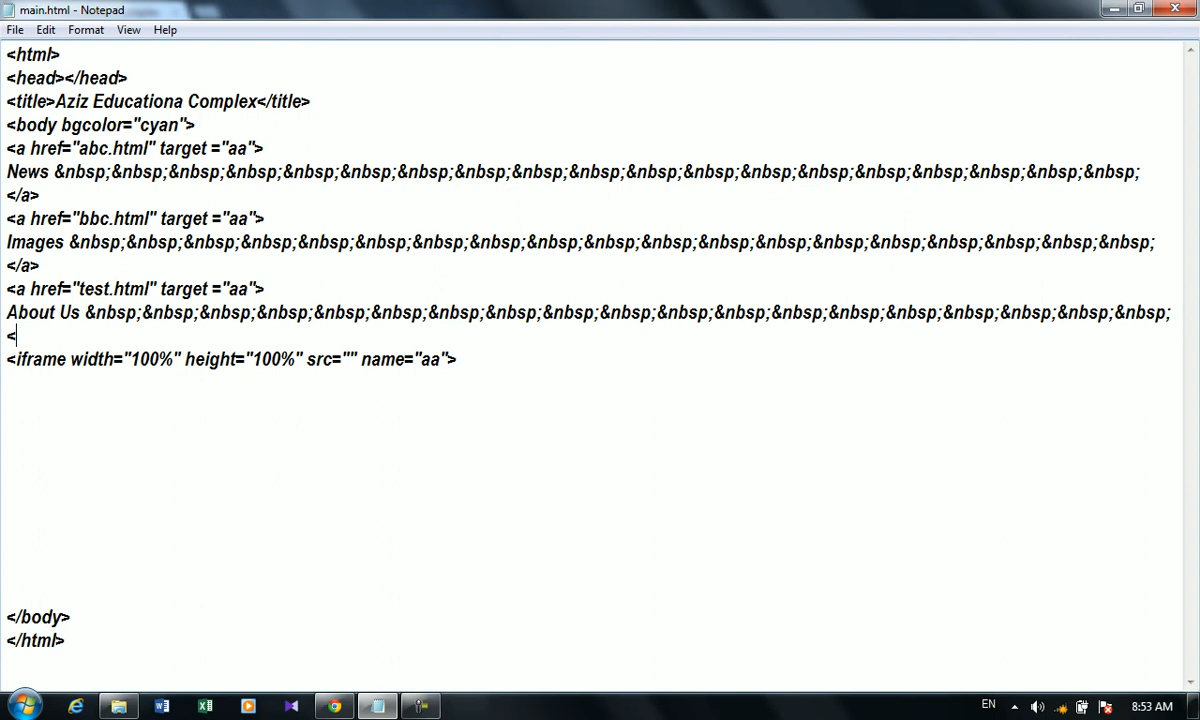 main.html - Notepad
File Edit Format View Help
<html>
<head></head>
<title>Aziz Educationa Complex</title>
<body bgcolor="cyan">
<a href="abc.html" target ="aa">
News &nbsp;&nbsp;&nbsp;&nbsp;&nbsp;&nbsp;&nbsp;&nbsp;&nbsp;&nbsp;&nbsp;&nbsp;&nbsp;&nbsp;&nbsp;&nbsp;&nbsp;&nbsp;&nbsp;
</a>
<a href="bbc.html" target ="aa">
Images &nbsp;&nbsp;&nbsp;&nbsp;&nbsp;&nbsp;&nbsp;&nbsp;&nbsp;&nbsp;&nbsp;&nbsp;&nbsp;&nbsp;&nbsp;&nbsp;&nbsp;&nbsp;&nbsp;
</a>
<a href="test.html" target ="aa">
About Us &nbsp;&nbsp;&nbsp;&nbsp;&nbsp;&nbsp;&nbsp;&nbsp;&nbsp;&nbsp;&nbsp;&nbsp;&nbsp;&nbsp;&nbsp;&nbsp;&nbsp;&nbsp;&nbsp;
<
<iframe width="100%" height="100%" src="" name="aa">
</body>
</html>
EN 8:53 AM